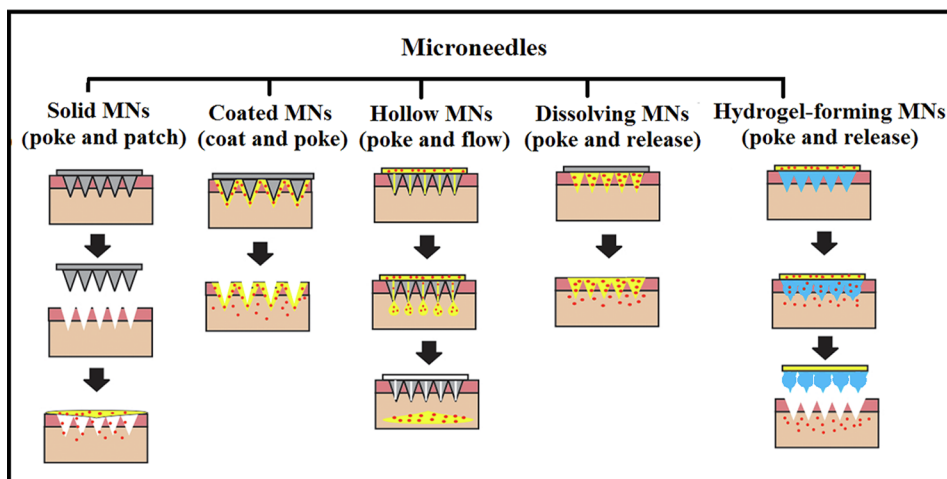 Microneedles
Solid MNs
(poke and patch)
Coated MNs
(coat and poke)
Hollow MNs
(poke and flow)
Dissolving MNs
(poke and release)
Hydrogel-forming MNs
(poke and release)